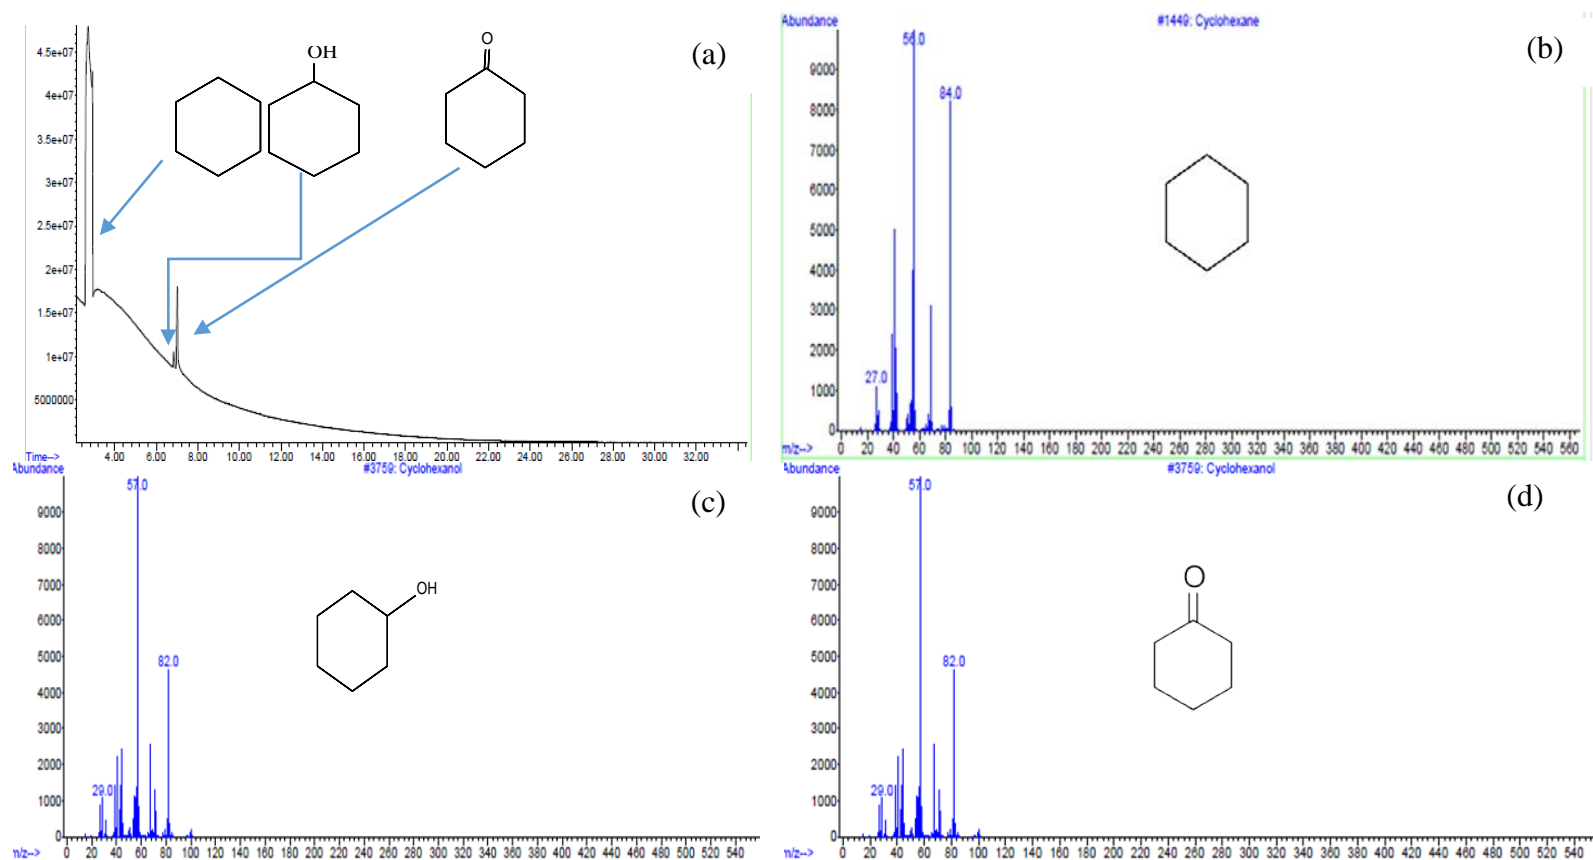 (a)
4.5e+07
4e+07
3.5e+07
3e+07
2.5e+07
2e+07
1.5e+07
1e+07
5000000
OH
O
Time-->
4.00 6.00 8.00 10.00 12.00 14.00 16.00 18.00 20.00 22.00 24.00 26.00 28.00 30.00 32.00
Abundance
#1449: Cyclohexane
(b)
56.0
84.0
27.0
9000
8000
7000
6000
5000
4000
3000
2000
1000
0
m/z-->
0 20 40 60 80 100 120 140 160 180 200 220 240 260 280 300 320 340 360 380 400 420 440 460 480 500 520 540 560
Abundance
#3759: Cyclohexanol
(c)
57.0
82.0
29.0
OH
9000
8000
7000
6000
5000
4000
3000
2000
1000
0
m/z-->
0 20 40 60 80 100 120 140 160 180 200 220 240 260 280 300 320 340 360 380 400 420 440 460 480 500 520 540
Abundance
#3759: Cyclohexanol
(d)
57.0
82.0
29.0
O
9000
8000
7000
6000
5000
4000
3000
2000
1000
0
m/z-->
0 20 40 60 80 100 120 140 160 180 200 220 240 260 280 300 320 340 360 380 400 420 440 460 480 500 520 540